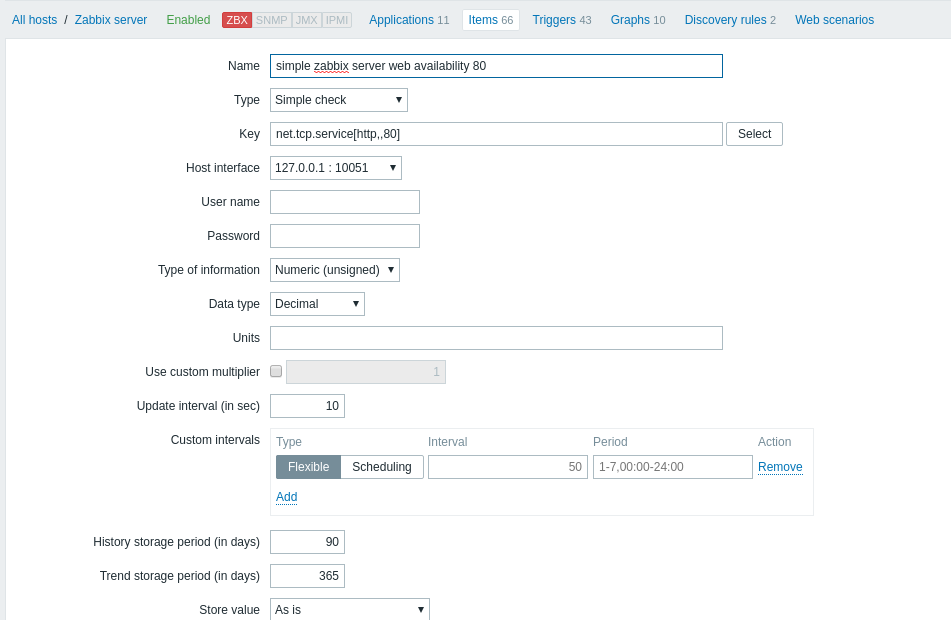 All hosts / Zabbix server Enabled ZBX SNMP JMX IPMI Applications 11 Items 66 Triggers 43 Graphs 10 Discovery rules 2 Web scenarios
Name simple zabbix server web availability 80
Type Simple check
Key net.tcp.service[http,,80] Select
Host interface 127.0.0.1 : 10051
User name
Password
Type of information Numeric (unsigned)
Data type Decimal
Units
Use custom multiplier 1
Update interval (in sec) 10
Custom intervals Type Interval Period Action
Flexible Scheduling 50 1-7,00:00-24:00 Remove
Add
History storage period (in days) 90
Trend storage period (in days) 365
Store value As is